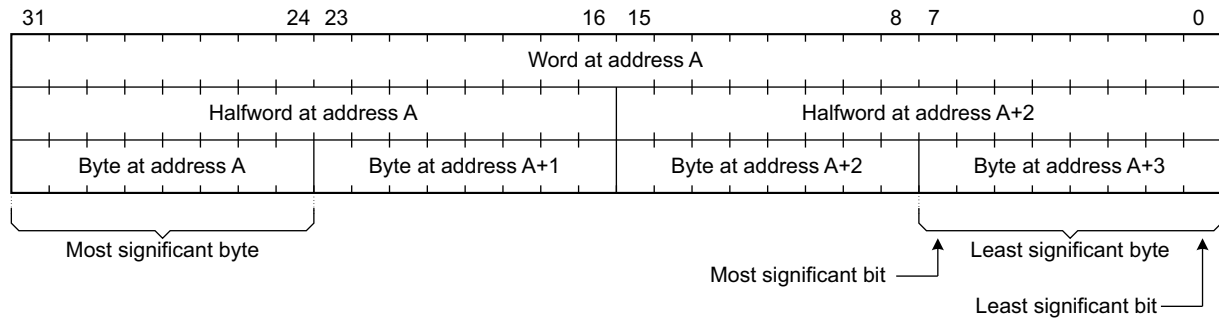 31 24 23 16 15 8 7 0
Word at address A
Halfword at address A Halfword at address A+2
Byte at address A Byte at address A+1 Byte at address A+2 Byte at address A+3
Most significant byte Least significant byte
Most significant bit
Least significant bit